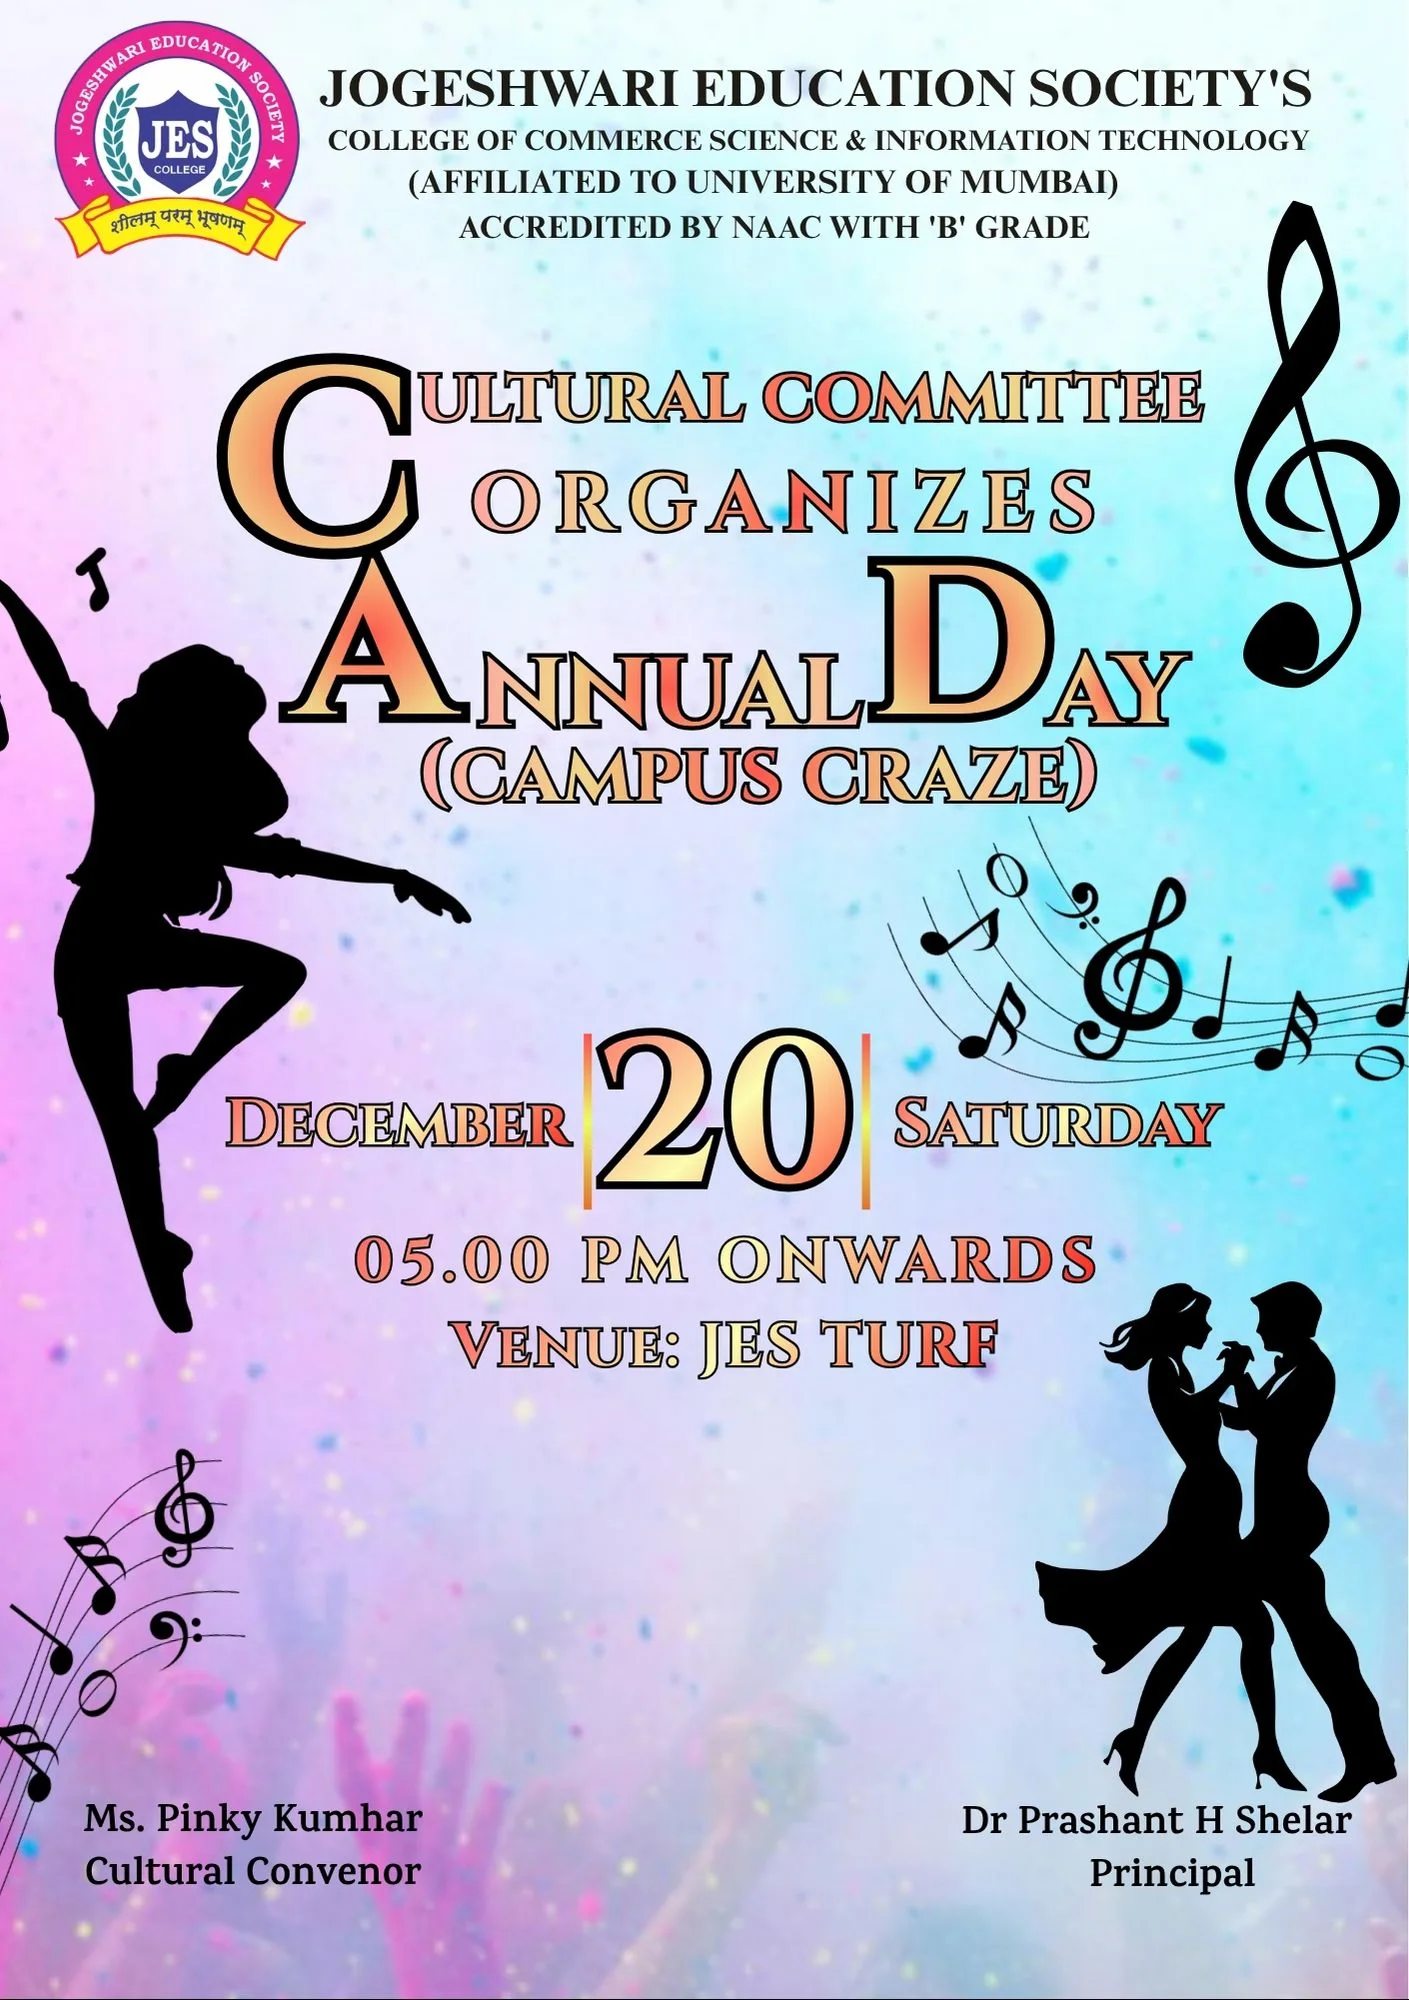 JOGESHWARI EDUCATION SOCIETY
JES
COLLEGE
शीलम् परम् भूषणम्
JOGESHWARI EDUCATION SOCIETY'S
COLLEGE OF COMMERCE SCIENCE & INFORMATION TECHNOLOGY
(AFFILIATED TO UNIVERSITY OF MUMBAI)
ACCREDITED BY NAAC WITH 'B' GRADE
CULTURAL COMMITTEE
ORGANIZES
ANNUAL DAY
(CAMPUS CRAZE)
DECEMBER 20 SATURDAY
05.00 PM ONWARDS
VENUE: JES TURF
Ms. Pinky Kumhar
Cultural Convenor
Dr Prashant H Shelar
Principal